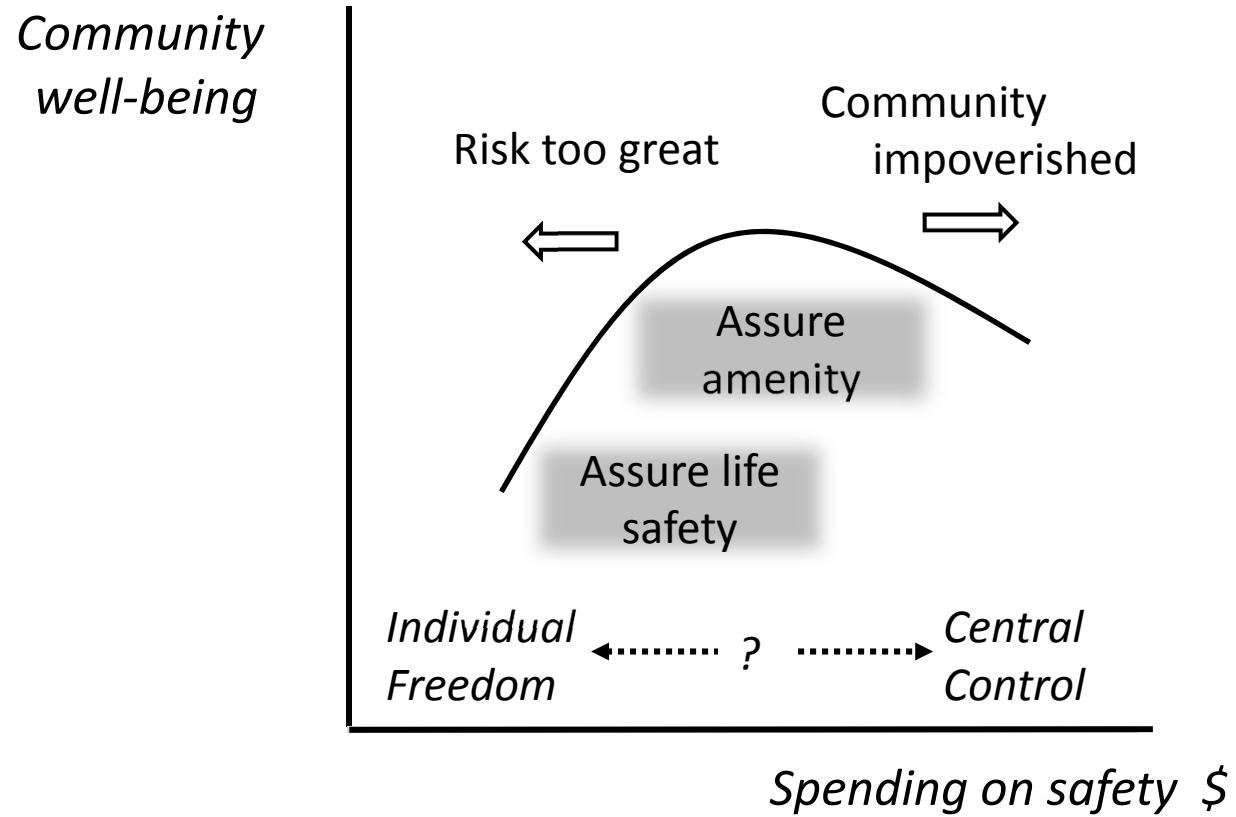 Community
well-being
Community
impoverished
Risk too great
Assure
amenity
Assure life
safety
Individual
Freedom
?
Central
Control
Spending on safety $